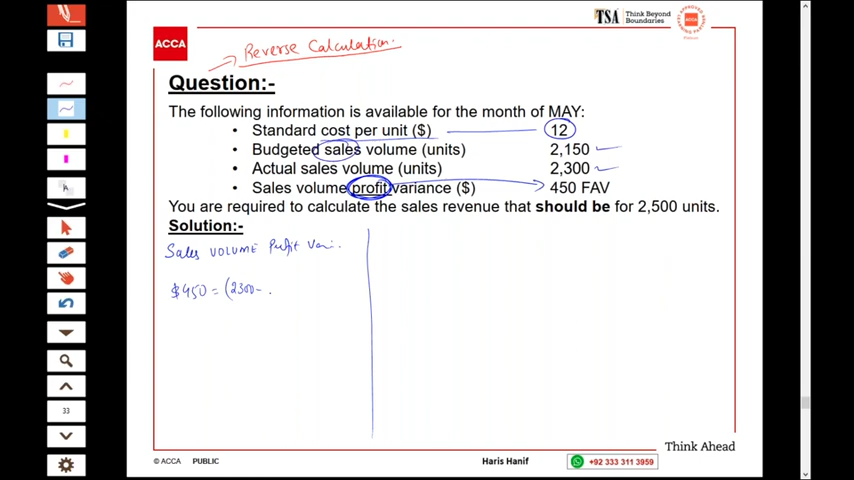 TSA Think Beyond Boundaries
ACCA
Reverse Calculation.
Question:-
The following information is available for the month of MAY:
• Standard cost per unit ($) 12
• Budgeted sales volume (units) 2,150
• Actual sales volume (units) 2,300
• Sales volume profit variance ($) 450 FAV
You are required to calculate the sales revenue that should be for 2,500 units.
Solution:-
Sales VOLUME Profit Vari.
$450 = (2300-
33
Think Ahead
© ACCA PUBLIC Haris Hanif +92 333 311 3959